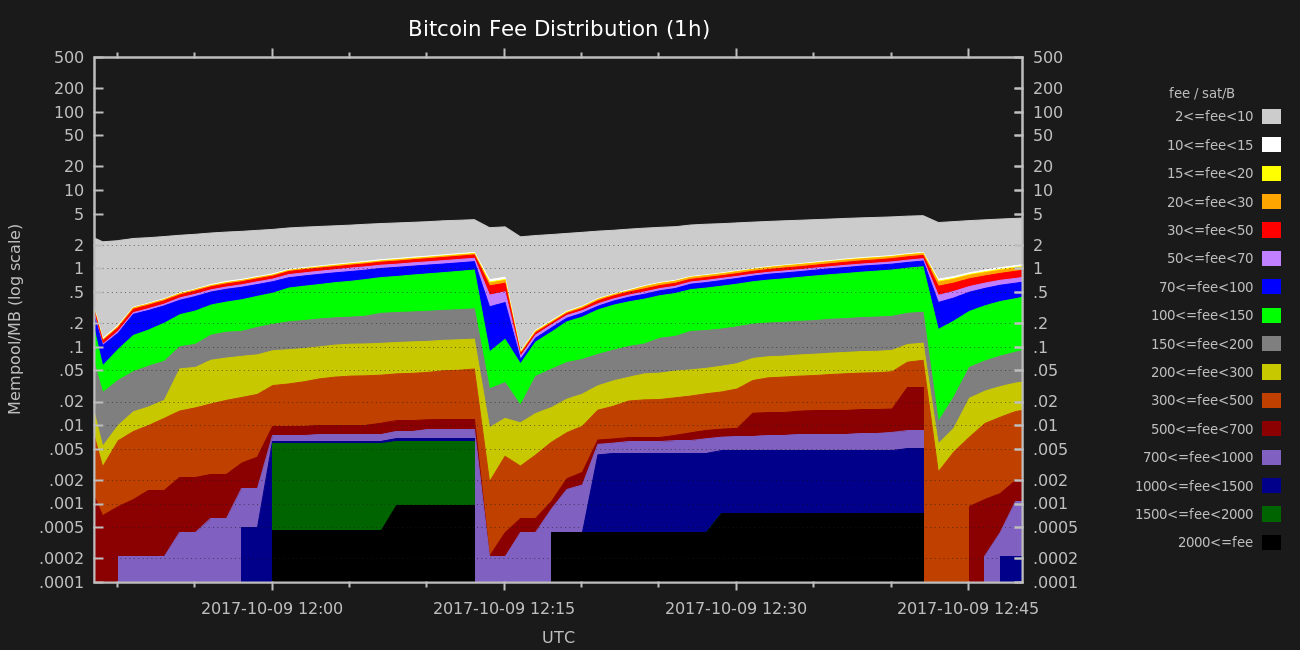 Bitcoin Fee Distribution (1h)
500 500
200 200
100 100
50 50
20 20
10 10
5 5
2 2
1 1
.5 .5
.2 .2
.1 .1
.05 .05
.02 .02
.01 .01
.005 .005
.002 .002
.001 .001
.0005 .0005
.0002 .0002
.0001 .0001
Mempool/MB (log scale)
2017-10-09 12:00 2017-10-09 12:15 2017-10-09 12:30 2017-10-09 12:45
UTC
fee / sat/B
2<=fee<10
10<=fee<15
15<=fee<20
20<=fee<30
30<=fee<50
50<=fee<70
70<=fee<100
100<=fee<150
150<=fee<200
200<=fee<300
300<=fee<500
500<=fee<700
700<=fee<1000
1000<=fee<1500
1500<=fee<2000
2000<=fee